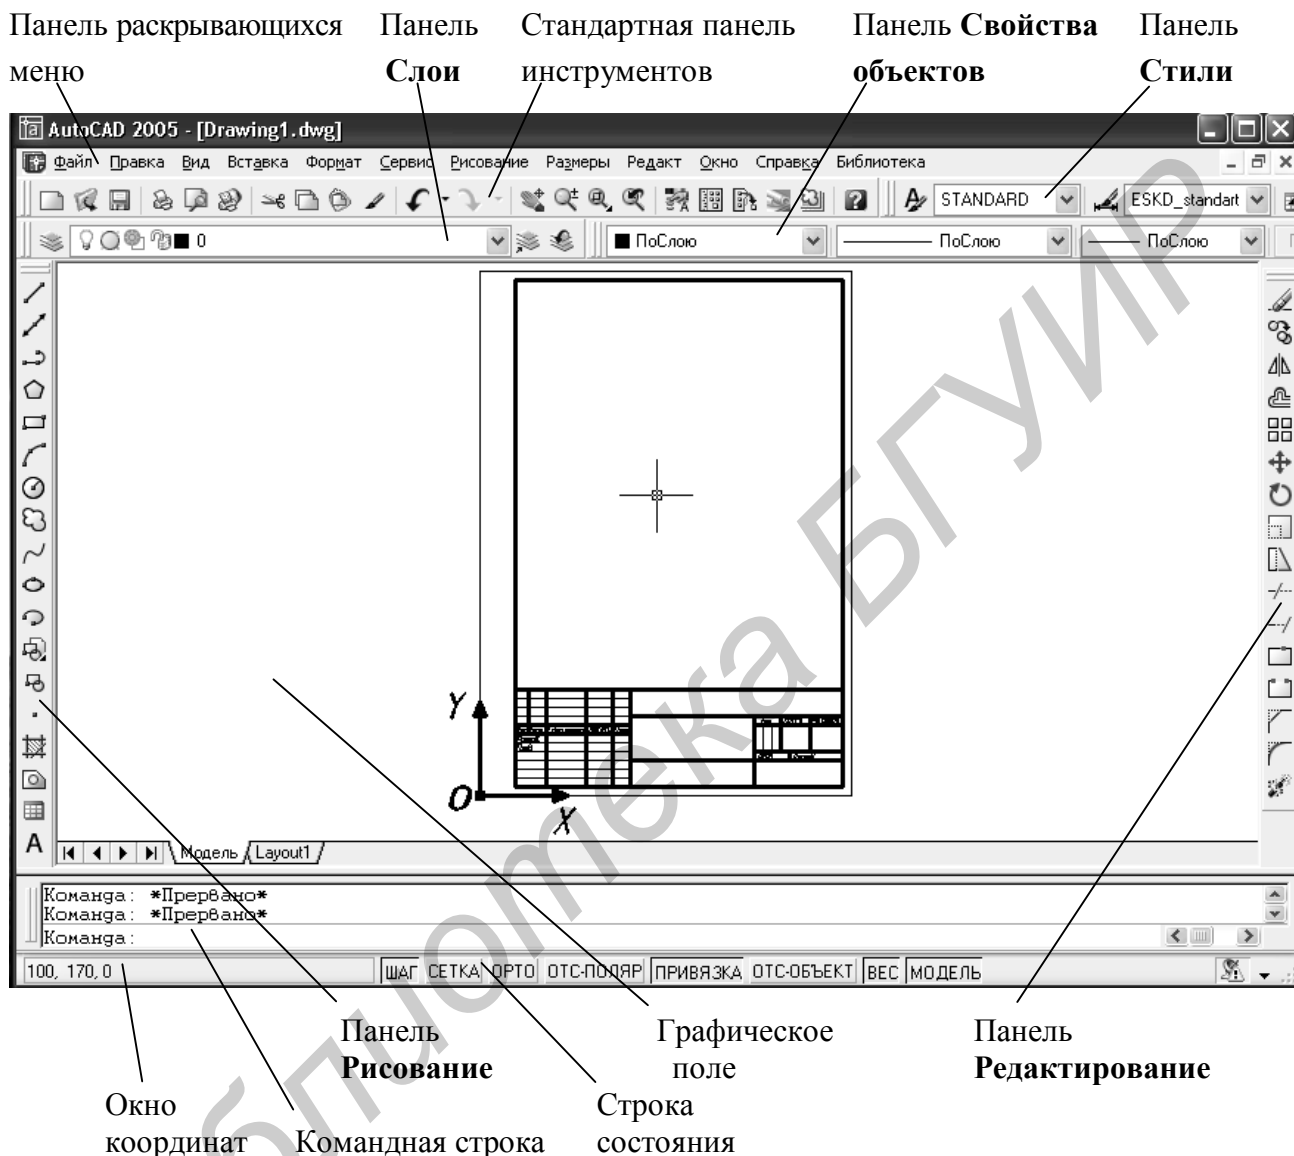 Панель раскрывающихся меню
Панель Слои
Стандартная панель инструментов
Панель Свойства объектов
Панель Стили
AutoCAD 2005 - [Drawing1.dwg]
Файл Правка Вид Вставка Формат Сервис Рисование Размеры Редакт Окно Справка Библиотека
STANDARD ESKD_standart
0 ПоСлою ПоСлою ПоСлою
Y
O
X
A
Модель Layout1
Команда: *Прервано*
Команда: *Прервано*
Команда:
100, 170, 0 ШАГ СЕТКА ОРТО ОТС-ПОЛЯР ПРИВЯЗКА ОТС-ОБЪЕКТ ВЕС МОДЕЛЬ
Панель Рисование
Графическое поле
Панель Редактирование
Окно координат
Командная строка
Строка состояния
Библиотека БГУИР